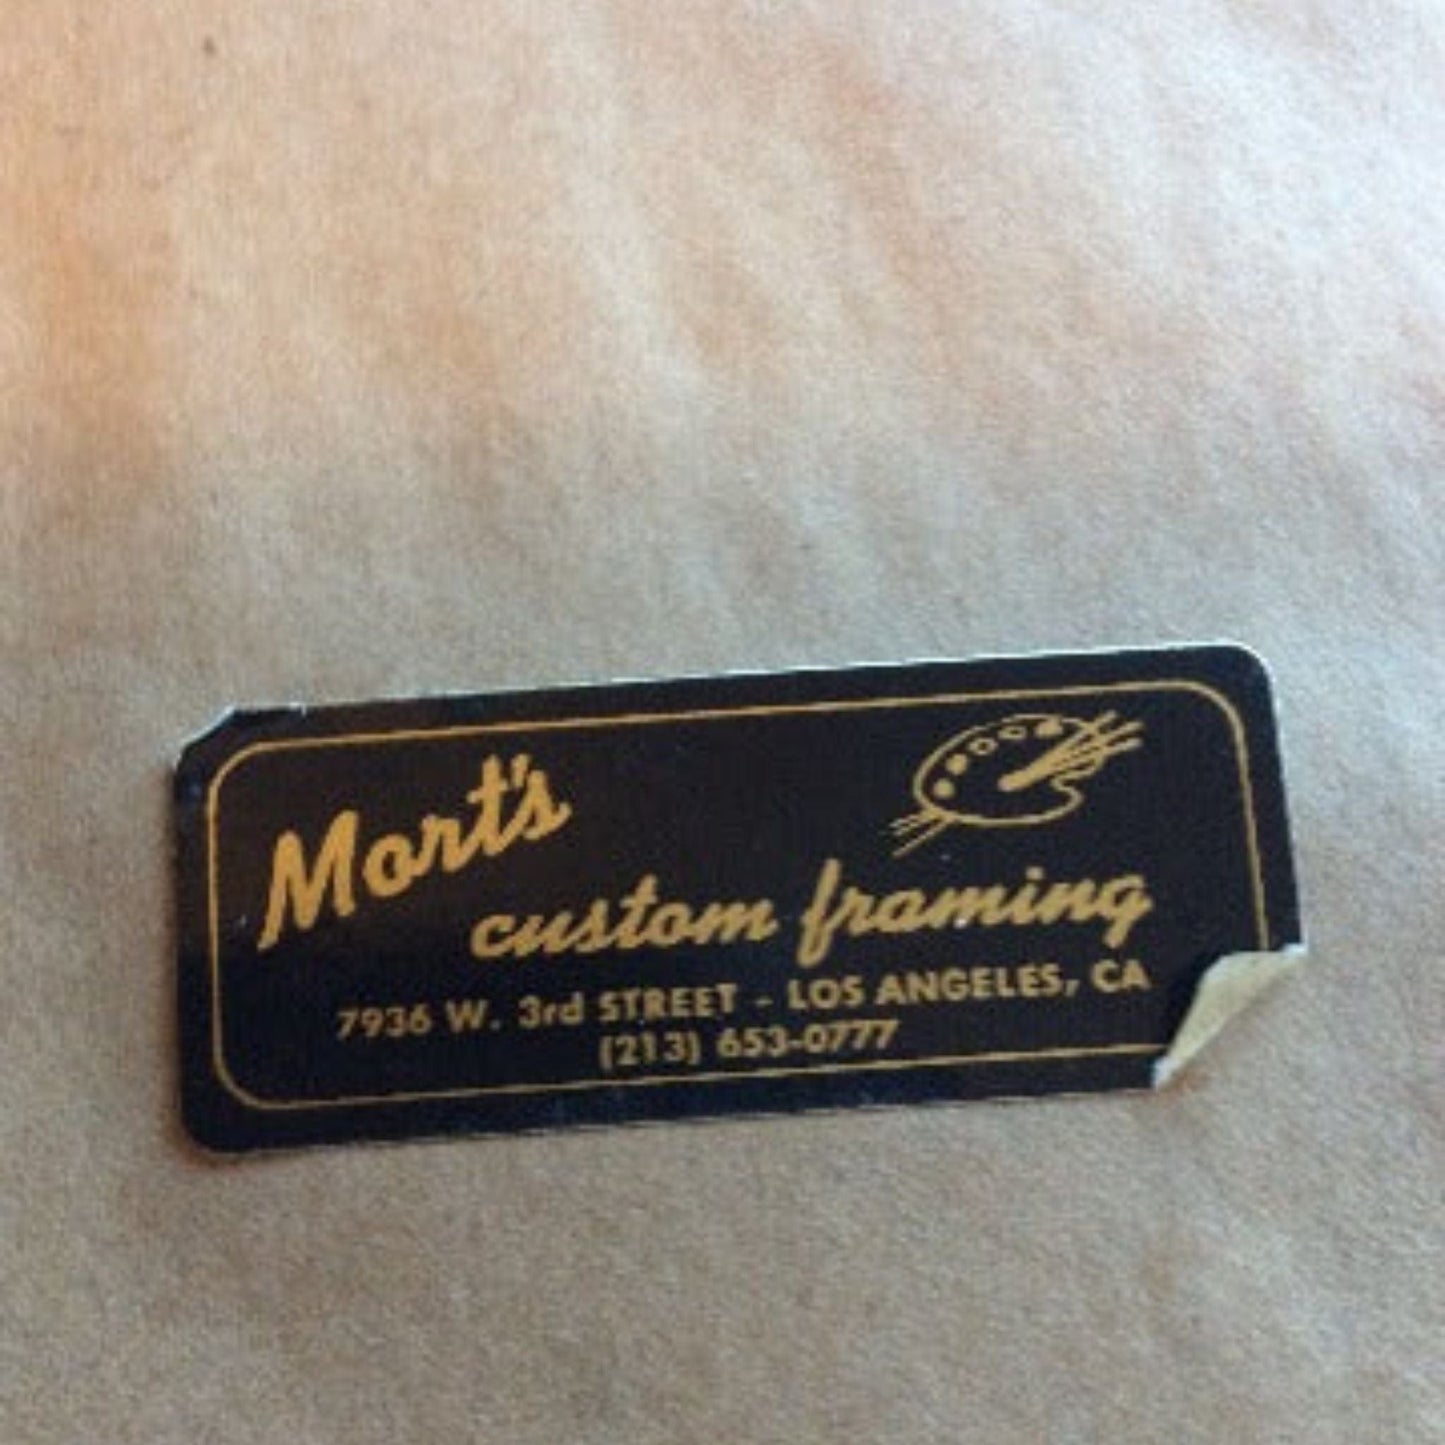 Mort's
custom framing
7936 W. 3rd STREET - LOS ANGELES, CA
(213) 653-0777